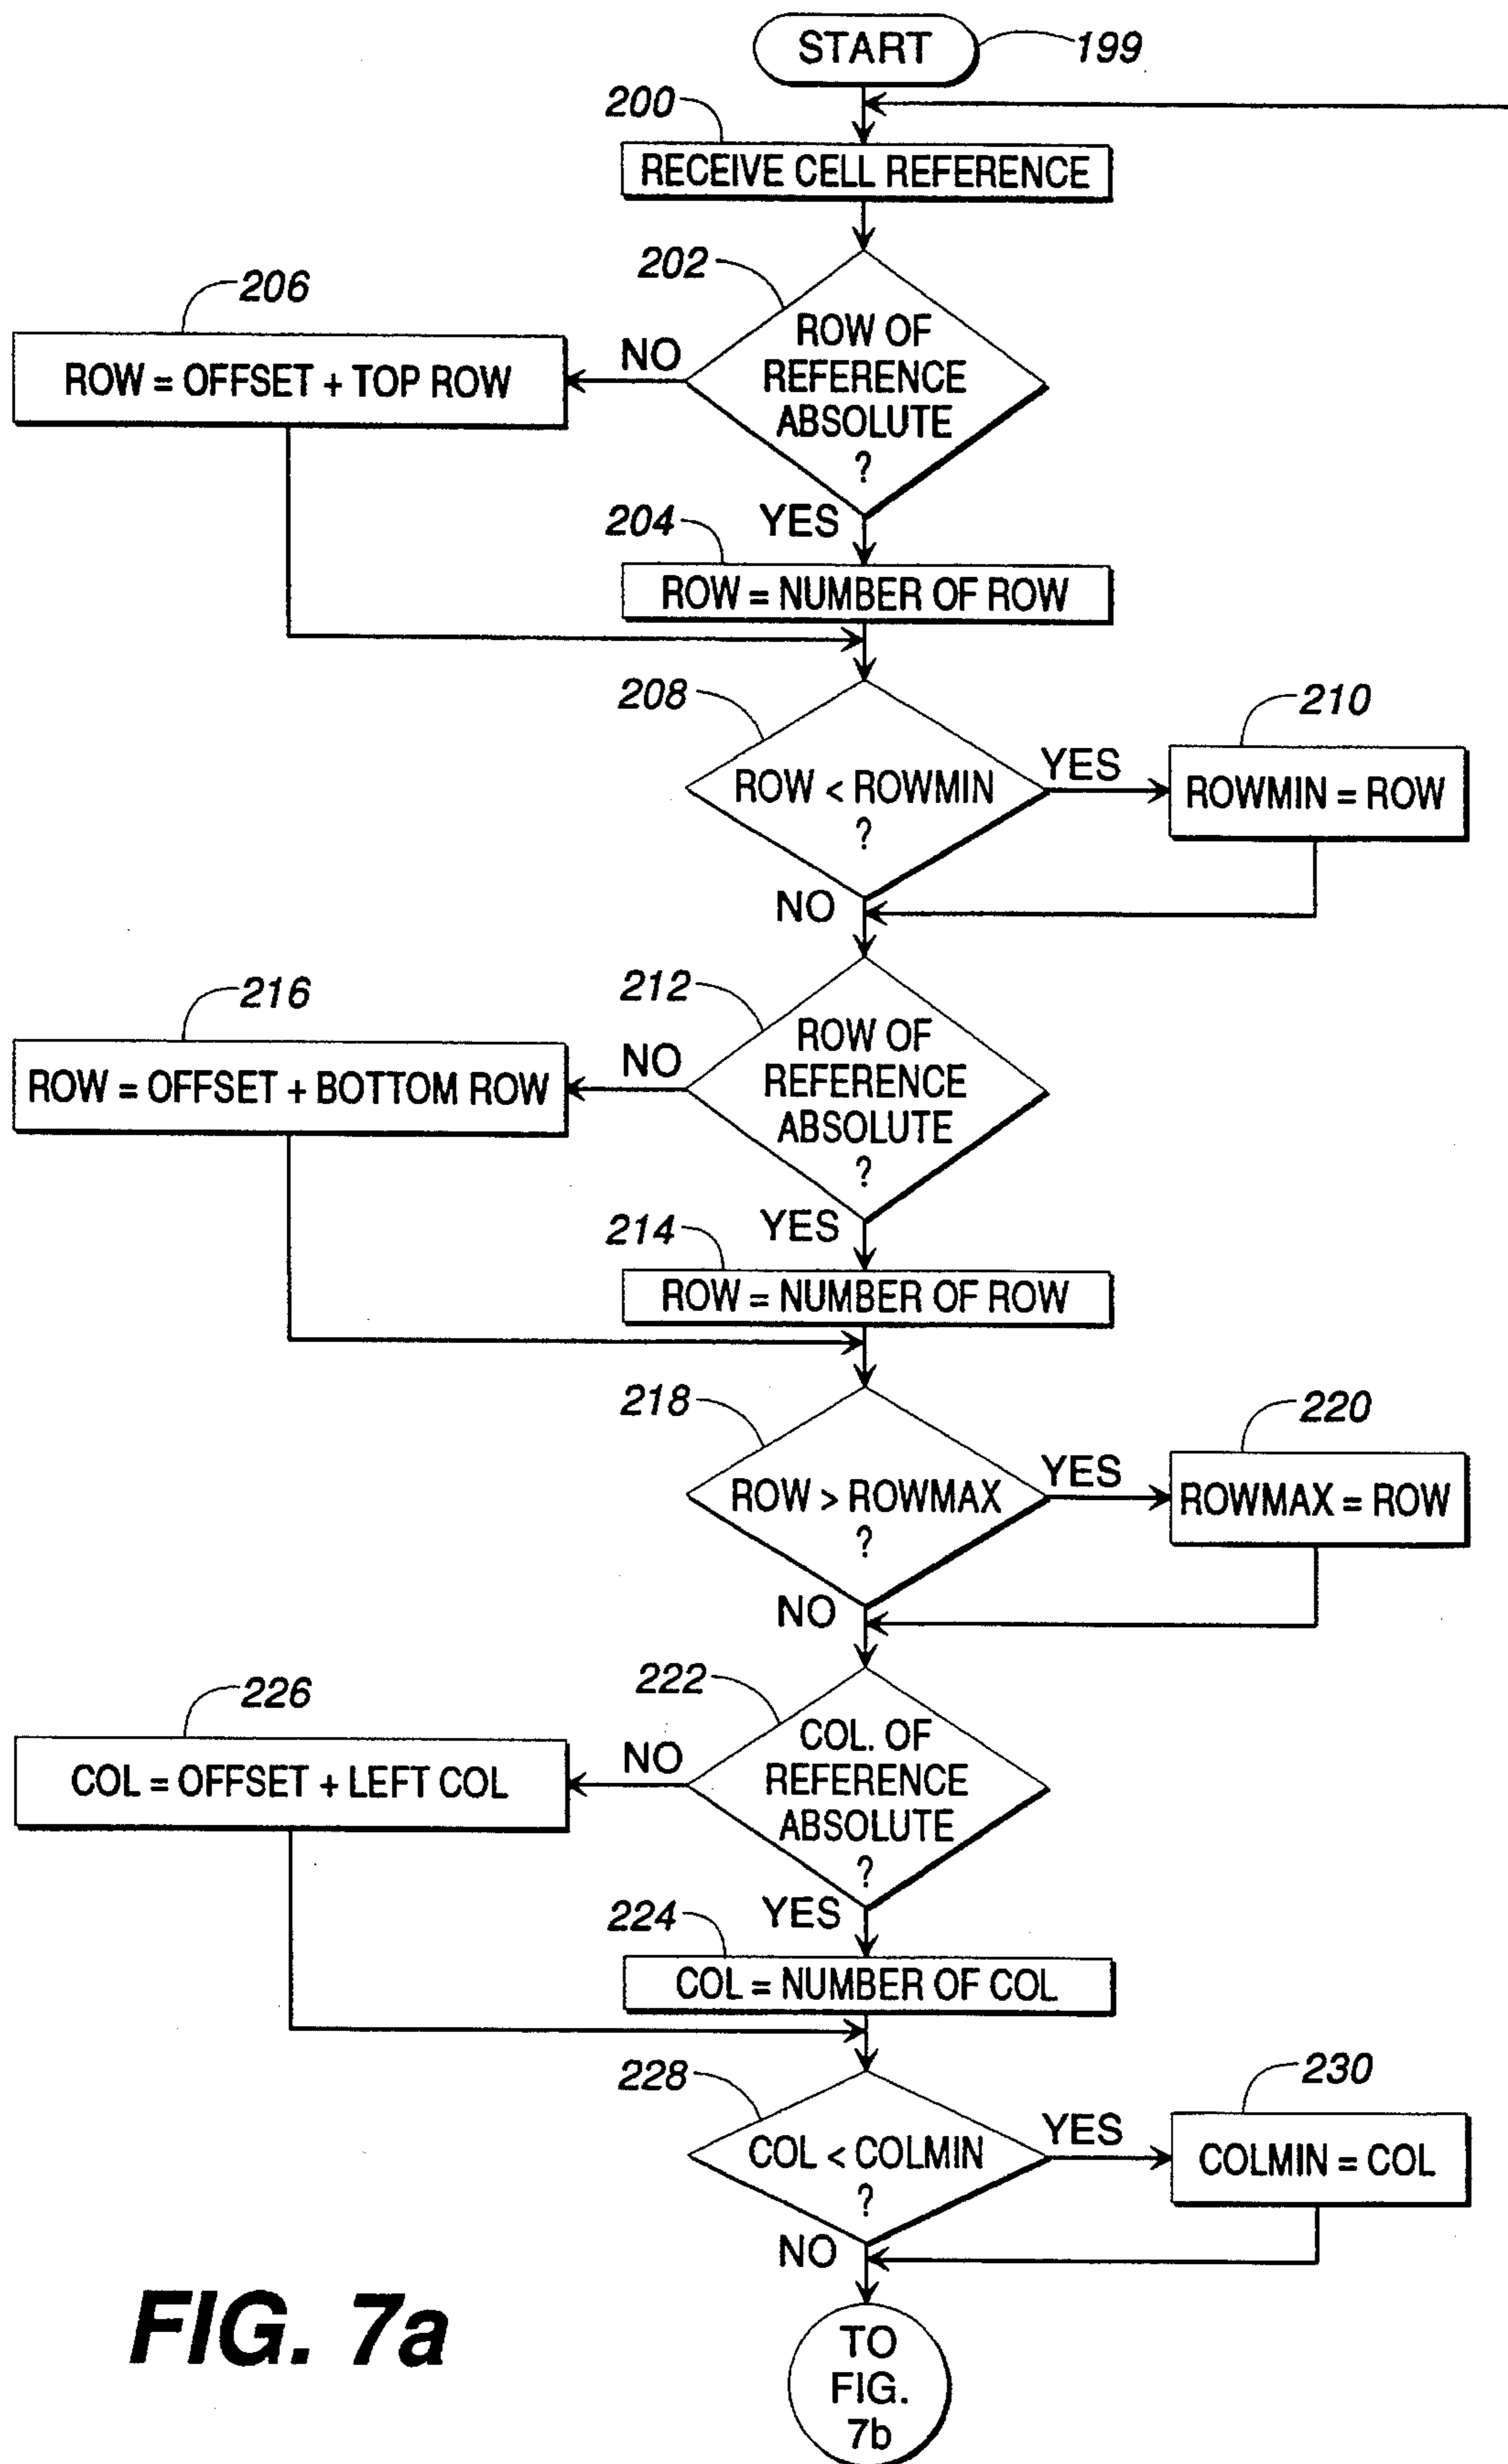 START
199
200
RECEIVE CELL REFERENCE
202
206
ROW OF
REFERENCE
ABSOLUTE
?
NO
ROW = OFFSET + TOP ROW
YES
204
ROW = NUMBER OF ROW
208
210
ROW < ROWMIN
?
YES
ROWMIN = ROW
NO
212
216
ROW OF
REFERENCE
ABSOLUTE
?
NO
ROW = OFFSET + BOTTOM ROW
YES
214
ROW = NUMBER OF ROW
218
220
ROW > ROWMAX
?
YES
ROWMAX = ROW
NO
222
226
COL. OF
REFERENCE
ABSOLUTE
?
NO
COL = OFFSET + LEFT COL
YES
224
COL = NUMBER OF COL
228
230
COL < COLMIN
?
YES
COLMIN = COL
NO
TO
FIG.
7b
FIG. 7a